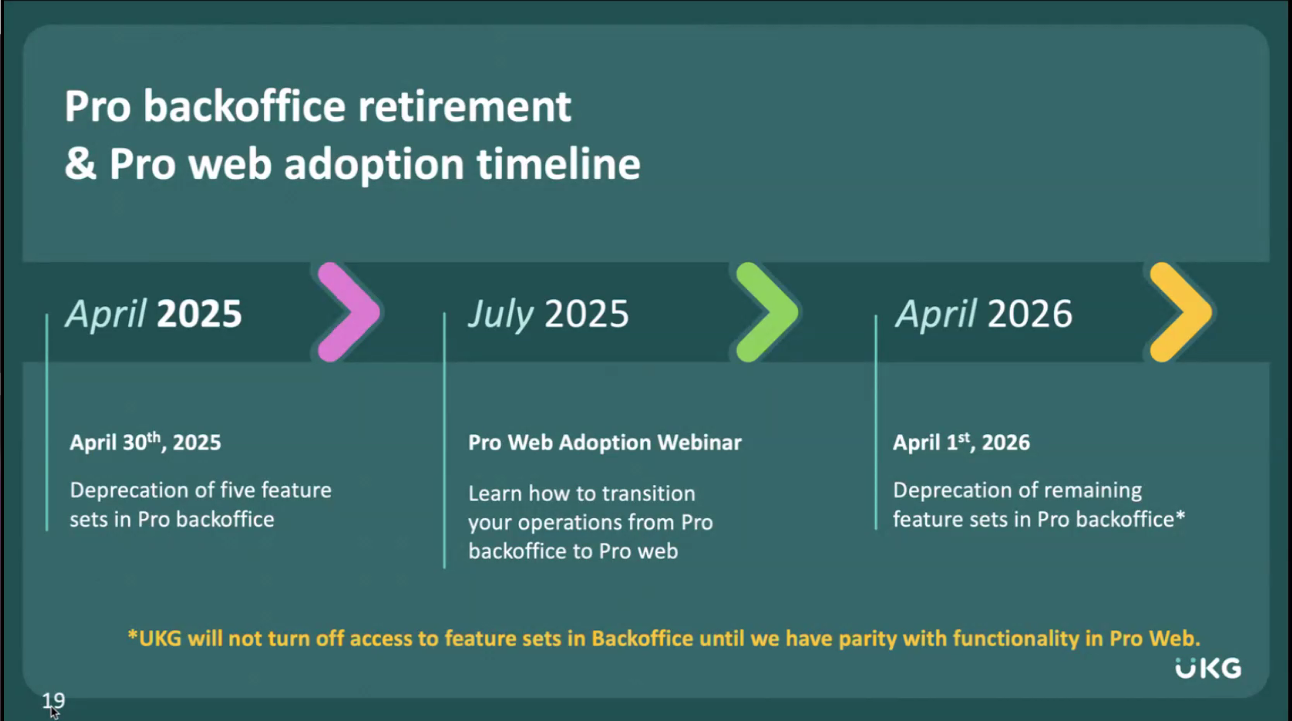 Pro backoffice retirement
& Pro web adoption timeline
April 2025
July 2025
April 2026
April 30th, 2025
Deprecation of five feature
sets in Pro backoffice
Pro Web Adoption Webinar
Learn how to transition
your operations from Pro
backoffice to Pro web
April 1st, 2026
Deprecation of remaining
feature sets in Pro backoffice*
*UKG will not turn off access to feature sets in Backoffice until we have parity with functionality in Pro Web.
UKG
19